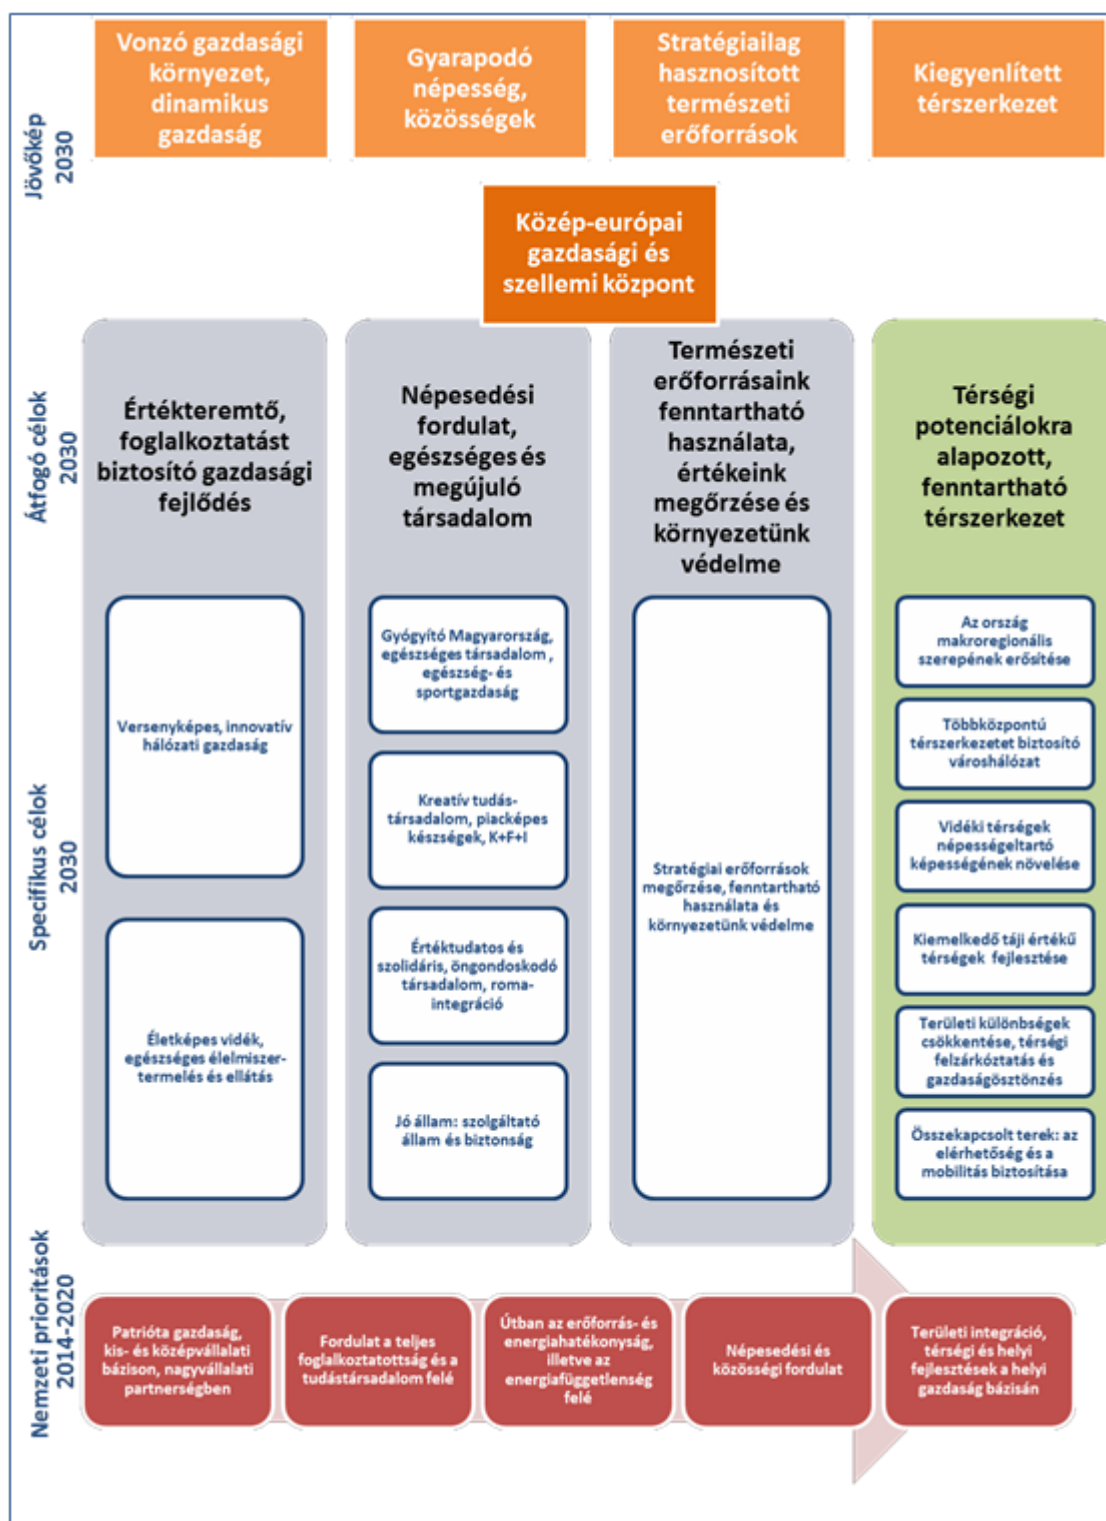 Jövőkép
2030
Vonzó gazdasági
környezet,
dinamikus
gazdaság
Gyarapodó
népesség,
közösségek
Stratégiailag
hasznosított
természeti
erőforrások
Kiegyenlített
térszerkezet
Közép-európai
gazdasági és
szellemi központ
Átfogó célok
2030
Értékteremtő,
foglalkoztatást
biztosító gazdasági
fejlődés
Népesedési
fordulat,
egészséges és
megújuló
társadalom
Természeti
erőforrásaink
fenntartható
használata,
értékeink
megőrzése és
környezetünk
védelme
Térségi
potenciálokra
alapozott,
fenntartható
térszerkezet
Specifikus célok
2030
Versenyképes, innovatív
hálózati gazdaság
Életképes vidék,
egészséges élelmiszer-
termelés és ellátás
Gyógyító Magyarország,
egészséges társadalom ,
egészség- és
sportgazdaság
Kreatív tudás-
társadalom, piacképes
készségek, K+F+I
Értéktudatos és
szolidáris, öngondoskodó
társadalom, roma-
integráció
Jó állam: szolgáltató
állam és biztonság
Stratégiai erőforrások
megőrzése, fenntartható
használata és
környezetünk védelme
Az ország
makroregionális
szerepének erősítése
Többközpontú
térszerkezetet biztosító
városhálózat
Vidéki térségek
népességeltartó
képességének növelése
Kiemelkedő táji értékű
térségek fejlesztése
Területi különbségek
csökkentése, térségi
felzárkóztatás és
gazdaságösztönzés
Összekapcsolt terek: az
elérhetőség és a
mobilitás biztosítása
Nemzeti prioritások
2014-2020
Patrióta gazdaság,
kis- és középvállalati
bázison, nagyvállalati
partnerségben
Fordulat a teljes
foglalkoztatottság és a
tudástársadalom felé
Útban az erőforrás- és
energiahatékonyság,
illetve az
energiafüggetlenség
felé
Népesedési és
közösségi fordulat
Területi integráció,
térségi és helyi
fejlesztések a helyi
gazdaság bázisán